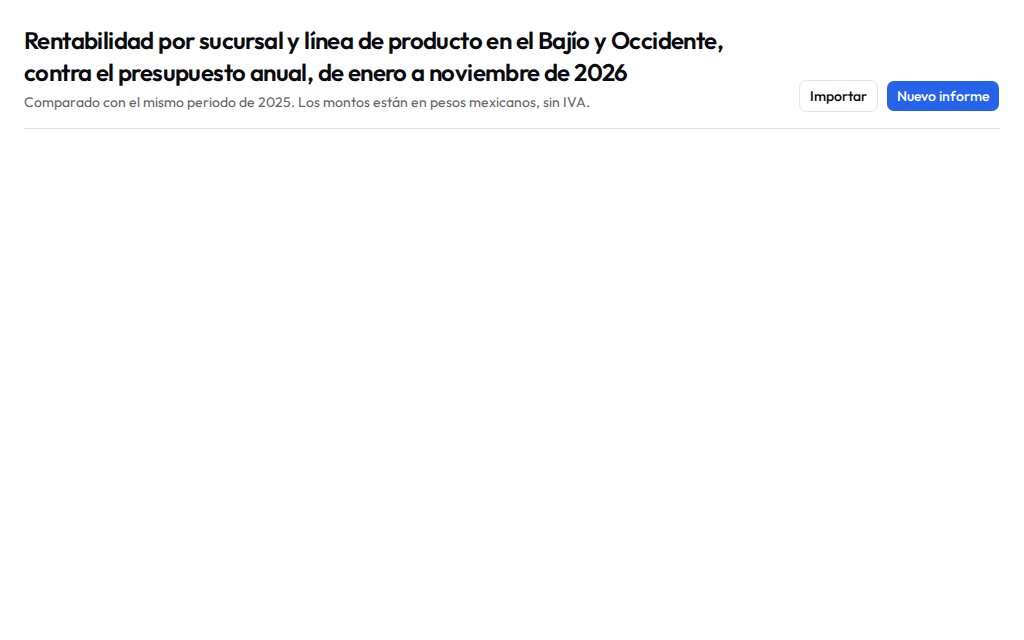 Rentabilidad por sucursal y línea de producto en el Bajío y Occidente,
contra el presupuesto anual, de enero a noviembre de 2026
Comparado con el mismo periodo de 2025. Los montos están en pesos mexicanos, sin IVA.
Importar
Nuevo informe